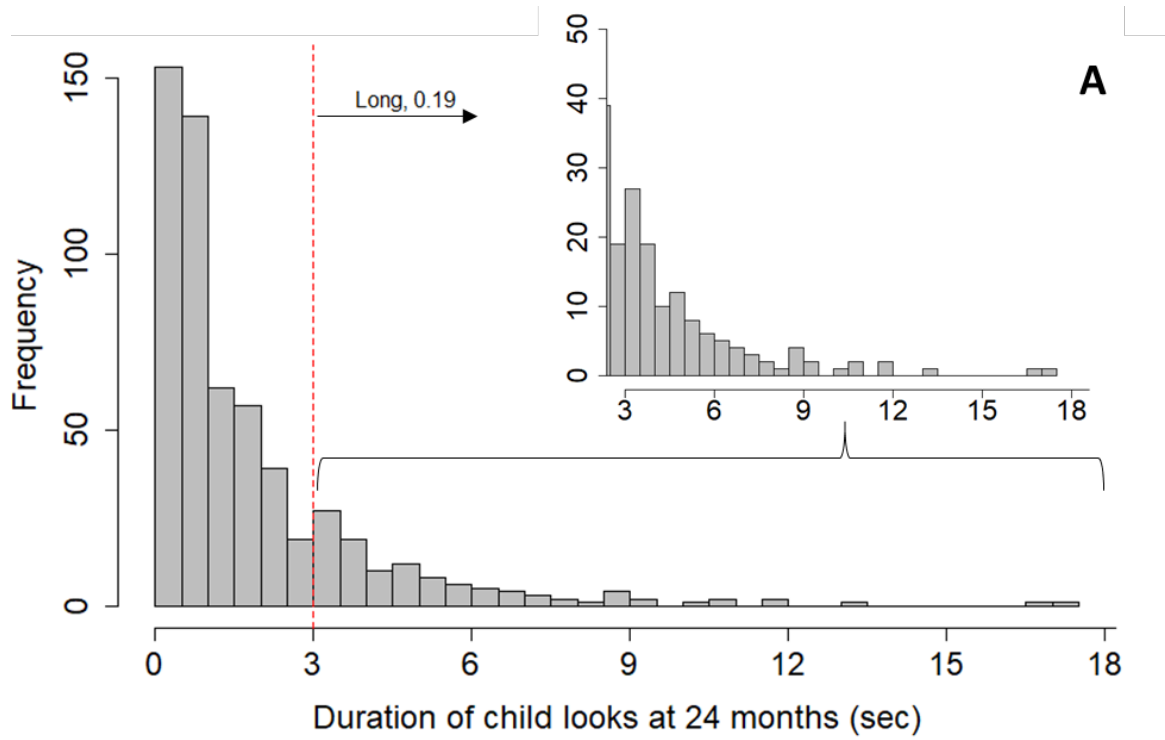 50
40
30
20
10
0
3 6 9 12 15 18
A
Long, 0.19
150
100
50
0
Frequency
0 3 6 9 12 15 18
Duration of child looks at 24 months (sec)